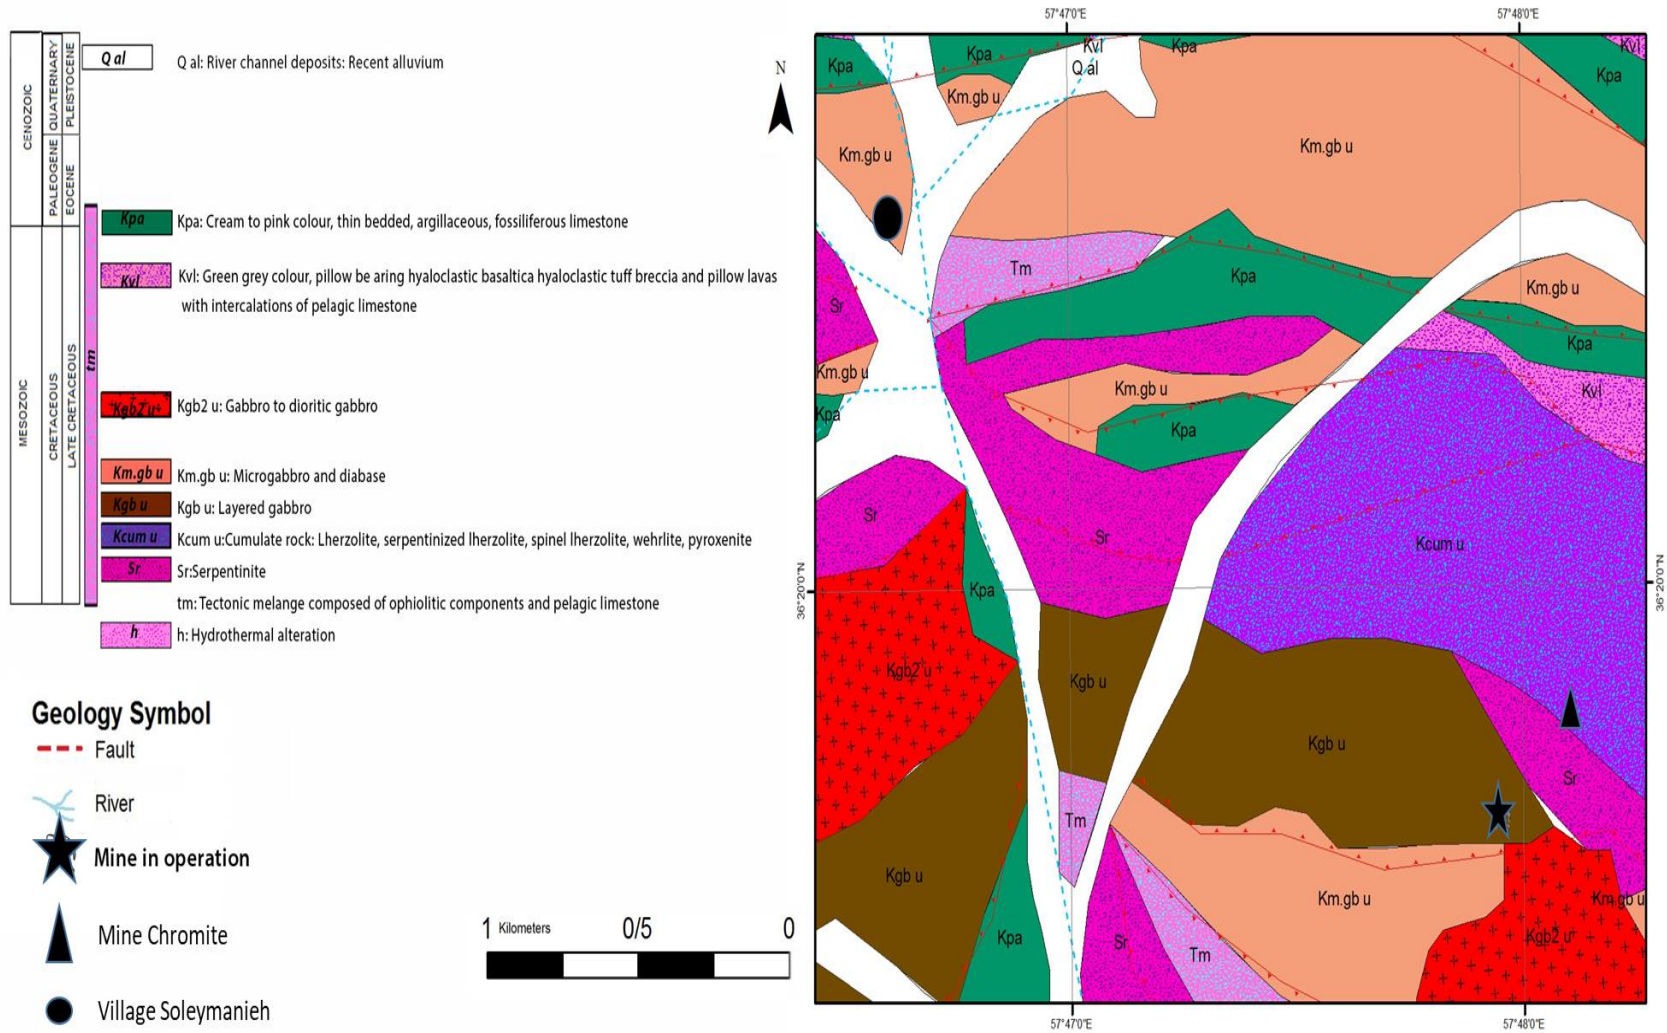 CENOZOIC
QUATERNARY
PLEISTOCENE
PALEOGENE
EOCENE
MESOZOIC
CRETACEOUS
LATE CRETACEOUS
tm
Q al
Q al: River channel deposits: Recent alluvium
Kpa
Kpa: Cream to pink colour, thin bedded, argillaceous, fossiliferous limestone
Kvl
Kvl: Green grey colour, pillow be aring hyaloclastic basaltica hyaloclastic tuff breccia and pillow lavas
with intercalations of pelagic limestone
Kgb2 u
Kgb2 u: Gabbro to dioritic gabbro
Km.gb u
Km.gb u: Microgabbro and diabase
Kgb u
Kgb u: Layered gabbro
Kcum u
Kcum u:Cumulate rock: Lherzolite, serpentinized lherzolite, spinel lherzolite, wehrlite, pyroxenite
Sr
Sr:Serpentinite
tm: Tectonic melange composed of ophiolitic components and pelagic limestone
h
h: Hydrothermal alteration
Geology Symbol
Fault
River
Mine in operation
Mine Chromite
Village Soleymanieh
1 Kilometers 0/5 0
N
57°47'0"E
57°48'0"E
Kpa
Kpa
Kvl
Kpa
Kvl
Q al
Kpa
Km.gb u
Km.gb u
Km.gb u
Tm
Kpa
Km.gb u
Sr
Kpa
Km.gb u
Km.gb u
Kvl
Kpa
Kpa
Sr
Sr
Kcum u
36°20'0"N
36°20'0"N
Kpa
Kgb2 u
Kgb u
Kgb u
Sr
Tm
Kgb u
Km.gb u
Km.gb u
Kpa
Sr
Tm
Kgb2 u
57°47'0"E
57°48'0"E